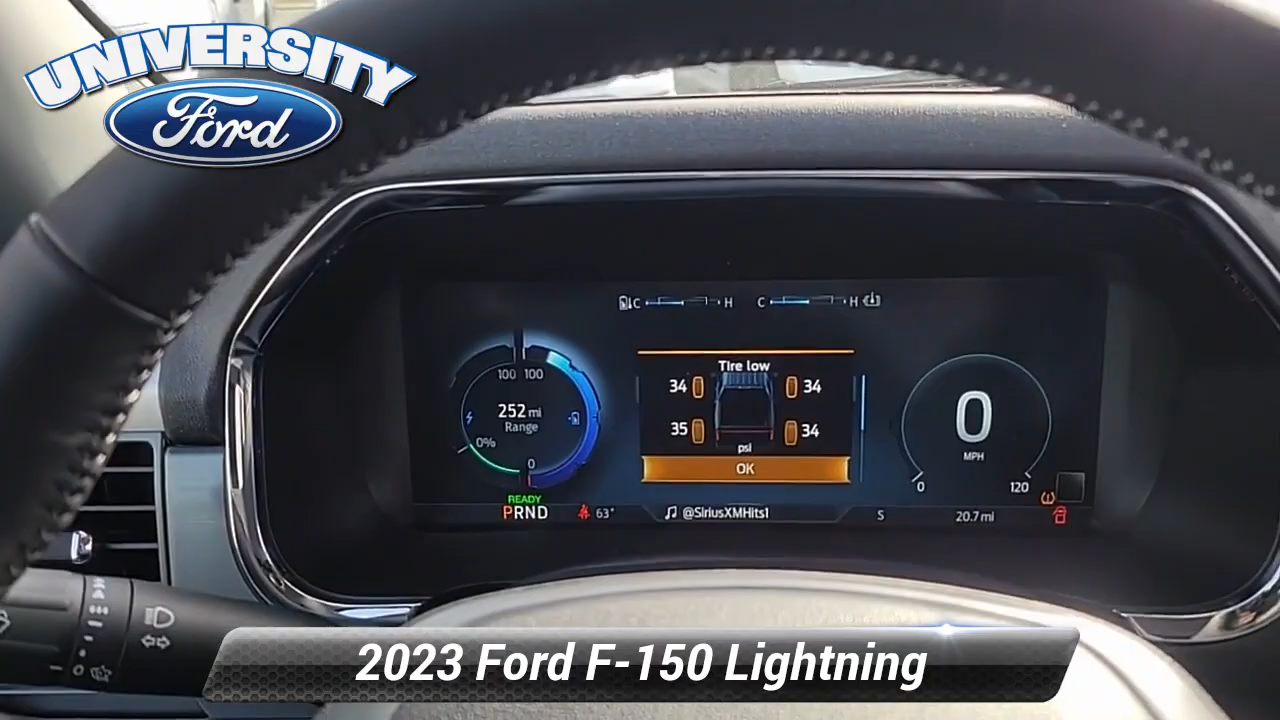 UNIVERSITY
Ford
C H C H
Tire low
34 34
35 34
psi
OK
100 100
252 mi
Range
0%
0
READY
PRND
63°
@SiriusXMHits1
S
20.7 mi
0
MPH
0 120
2023 Ford F-150 Lightning